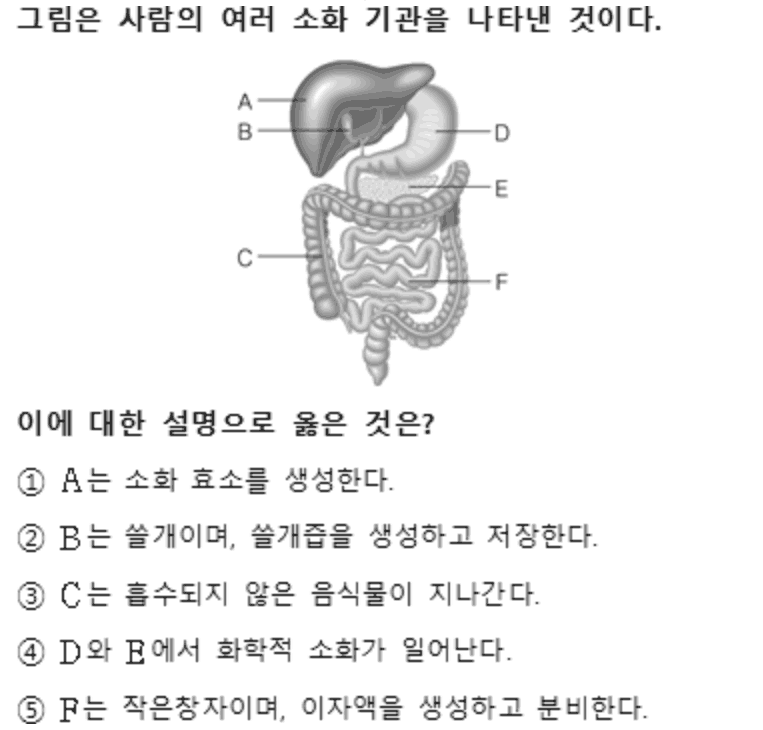 그림은 사람의 여러 소화 기관을 나타낸 것이다.
A
B
D
E
C
F
이에 대한 설명으로 옳은 것은?
① A는 소화 효소를 생성한다.
② B는 쓸개이며, 쓸개즙을 생성하고 저장한다.
③ C는 흡수되지 않은 음식물이 지나간다.
④ D와 E에서 화학적 소화가 일어난다.
⑤ F는 작은창자이며, 이자액을 생성하고 분비한다.